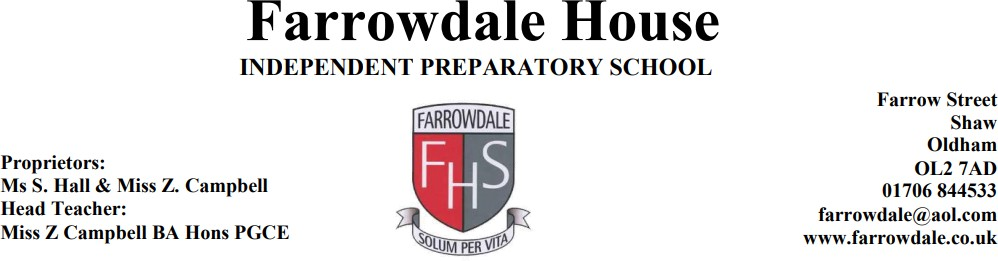 Farrowdale House
INDEPENDENT PREPARATORY SCHOOL
Proprietors:
Ms S. Hall & Miss Z. Campbell
Head Teacher:
Miss Z Campbell BA Hons PGCE
FARROWDALE
FHS
SOLUM PER VITA
Farrow Street
Shaw
Oldham
OL2 7AD
01706 844533
farrowdale@aol.com
www.farrowdale.co.uk